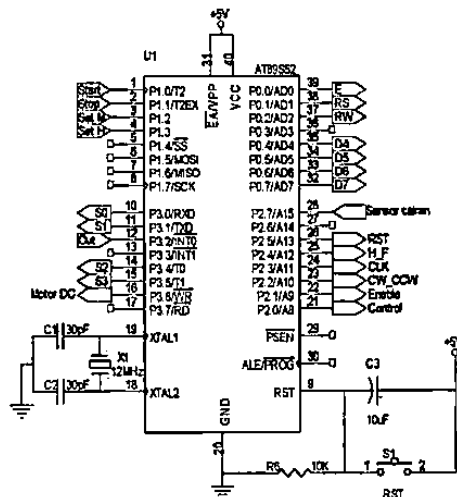 +5V
31
40
U1
AT89S52
EA/VPP
VCC
Start 1 P1.0/T2
Stop 2 P1.1/T2EX
Set_M 3 P1.2
Set_H 4 P1.3
5 P1.4/SS
6 P1.5/MOSI
7 P1.6/MISO
8 P1.7/SCK
S0 10 P3.0/RXD
S1 11 P3.1/TXD
Out 12 P3.2/INT0
13 P3.3/INT1
S2 14 P3.4/T0
S3 15 P3.5/T1
Motor DC 16 P3.6/WR
17 P3.7/RD
C1 30pF 19 XTAL1
X1
12MHz
C2 30pF 18 XTAL2
P0.0/AD0 39 E
P0.1/AD1 38 RS
P0.2/AD2 37 RW
P0.3/AD3 36
P0.4/AD4 35 D4
P0.5/AD5 34 D5
P0.6/AD6 33 D6
P0.7/AD7 32 D7
P2.7/A15 28 Sensor cairan
P2.6/A14 27
P2.5/A13 26 RST
P2.4/A12 25 H_F
P2.3/A11 24 CLK
P2.2/A10 23 CW_CCW
P2.1/A9 22 Enable
P2.0/A8 21 Control
PSEN 29
ALE/PROG 30
RST 9
GND
20
+5V
C3
10uF
R6 10K
S1
1 2
RST